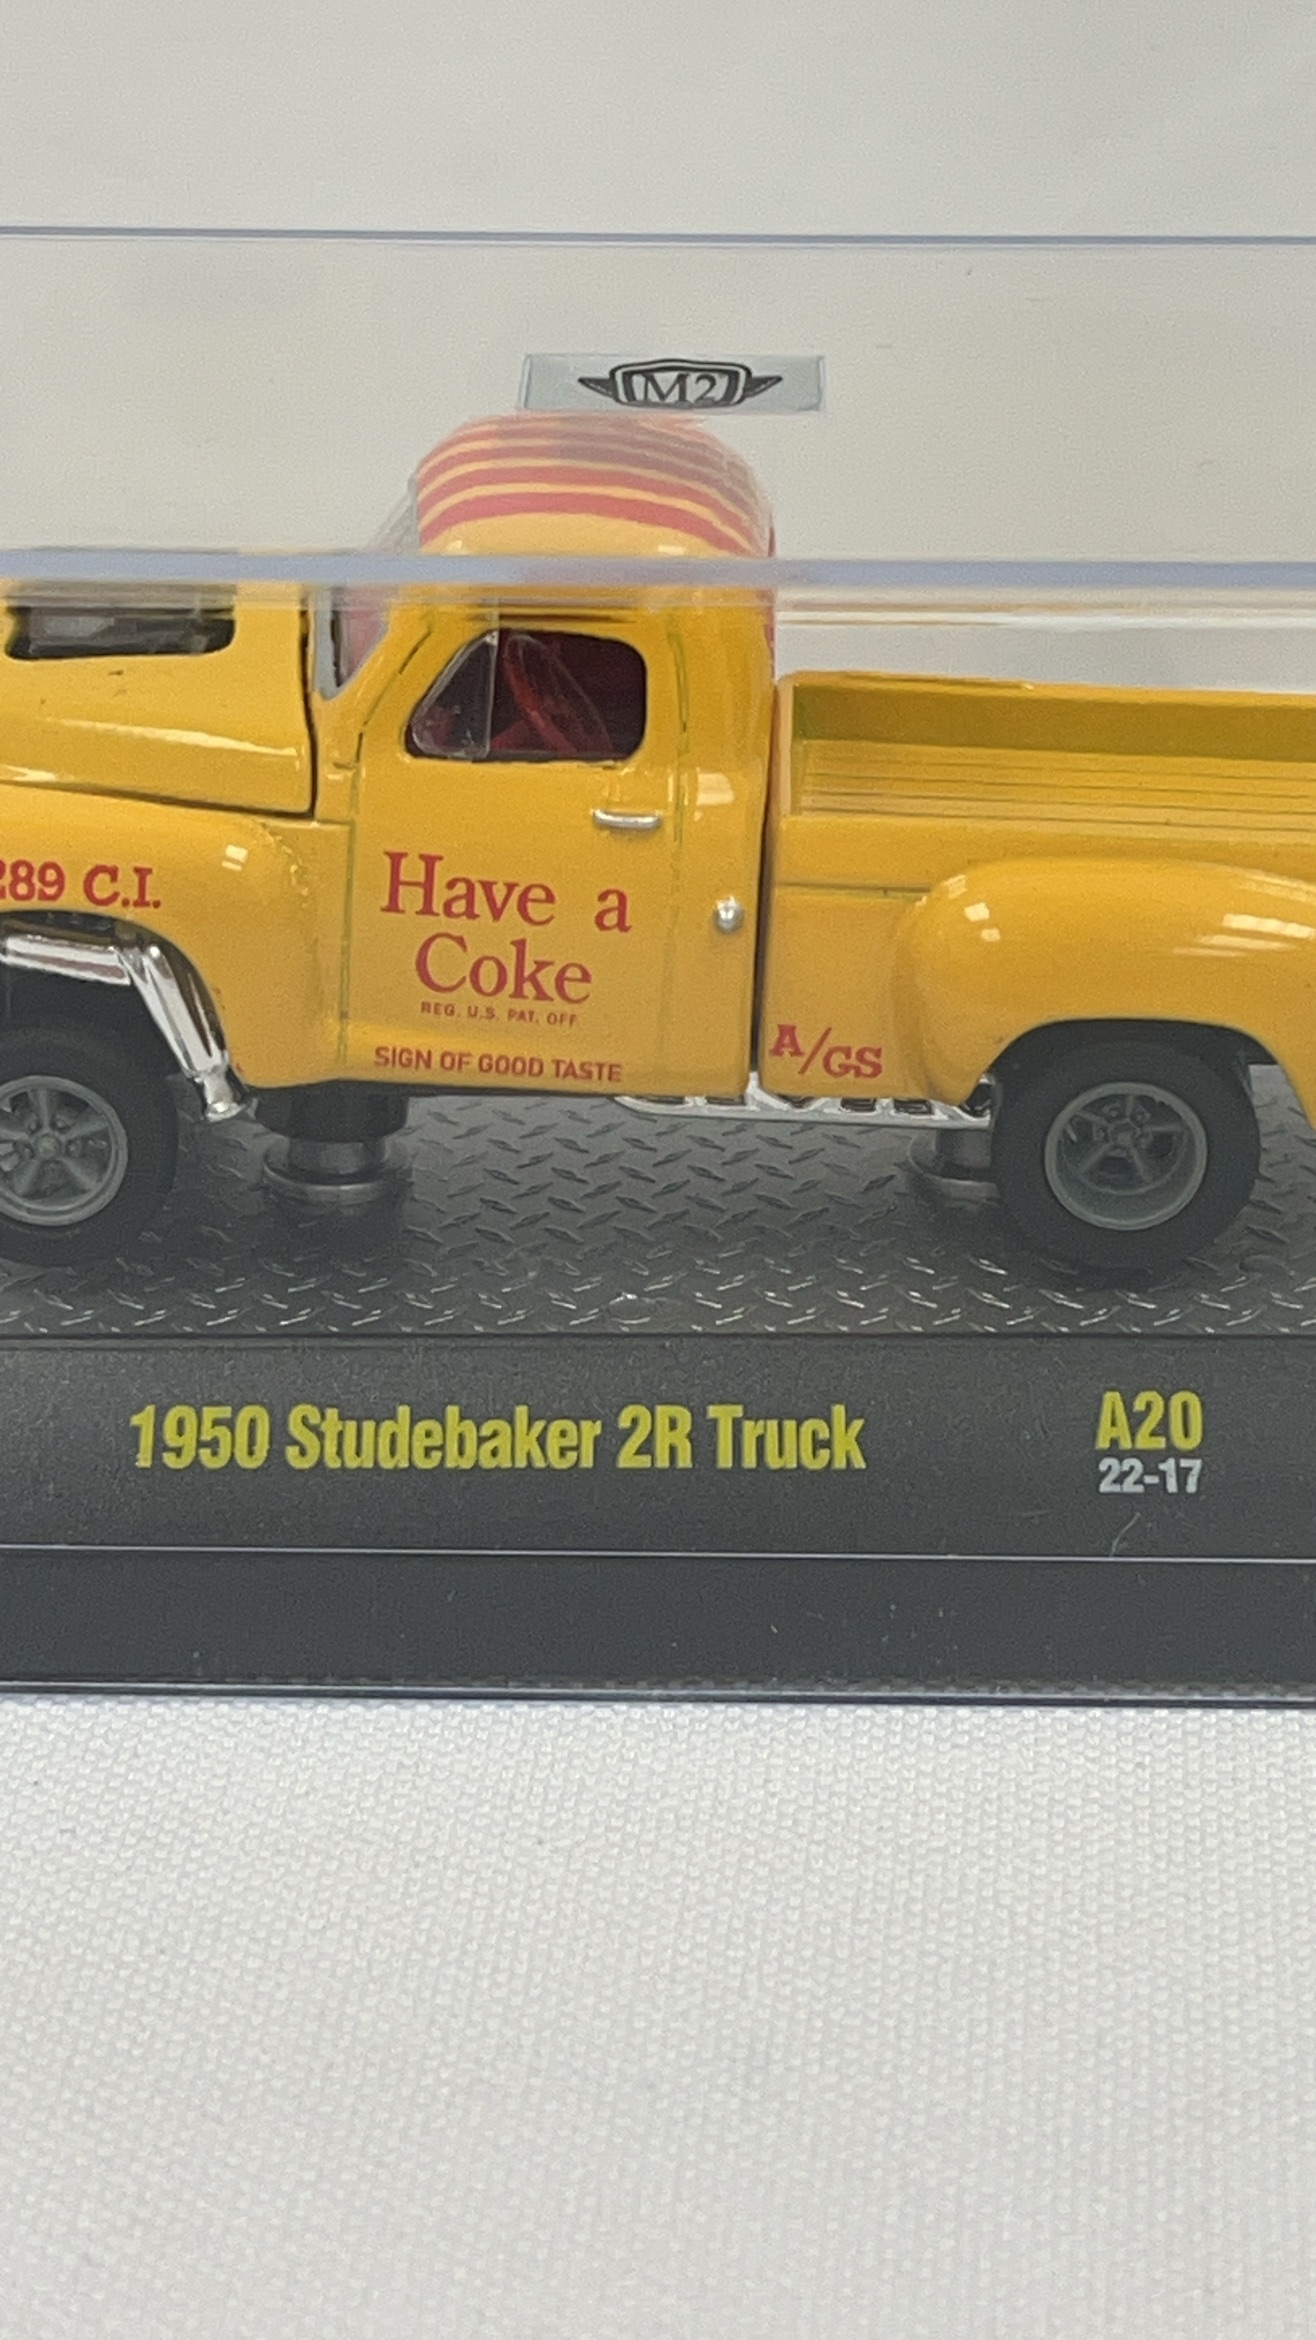 M2
289 C.I.
Have a
Coke
REG. U.S. PAT. OFF.
SIGN OF GOOD TASTE
A/GS
1950 Studebaker 2R Truck
A20
22-17